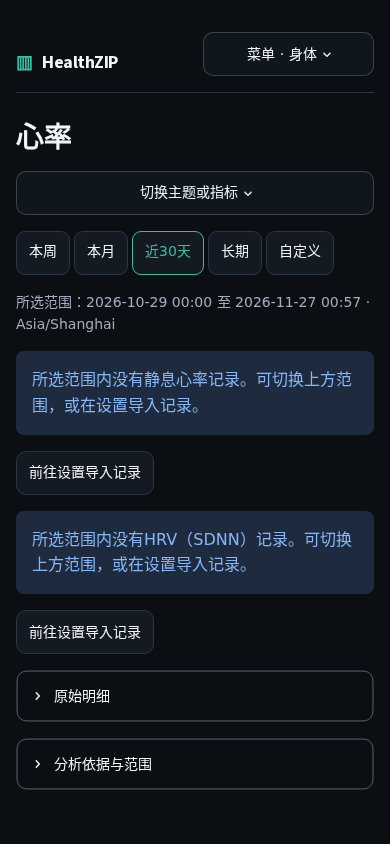 HealthZIP
菜单 · 身体
心率
切换主题或指标
本周
本月
近30天
长期
自定义
所选范围：2026-10-29 00:00 至 2026-11-27 00:57 ·
Asia/Shanghai
所选范围内没有静息心率记录。可切换上方范
围，或在设置导入记录。
前往设置导入记录
所选范围内没有HRV（SDNN）记录。可切换
上方范围，或在设置导入记录。
前往设置导入记录
原始明细
分析依据与范围